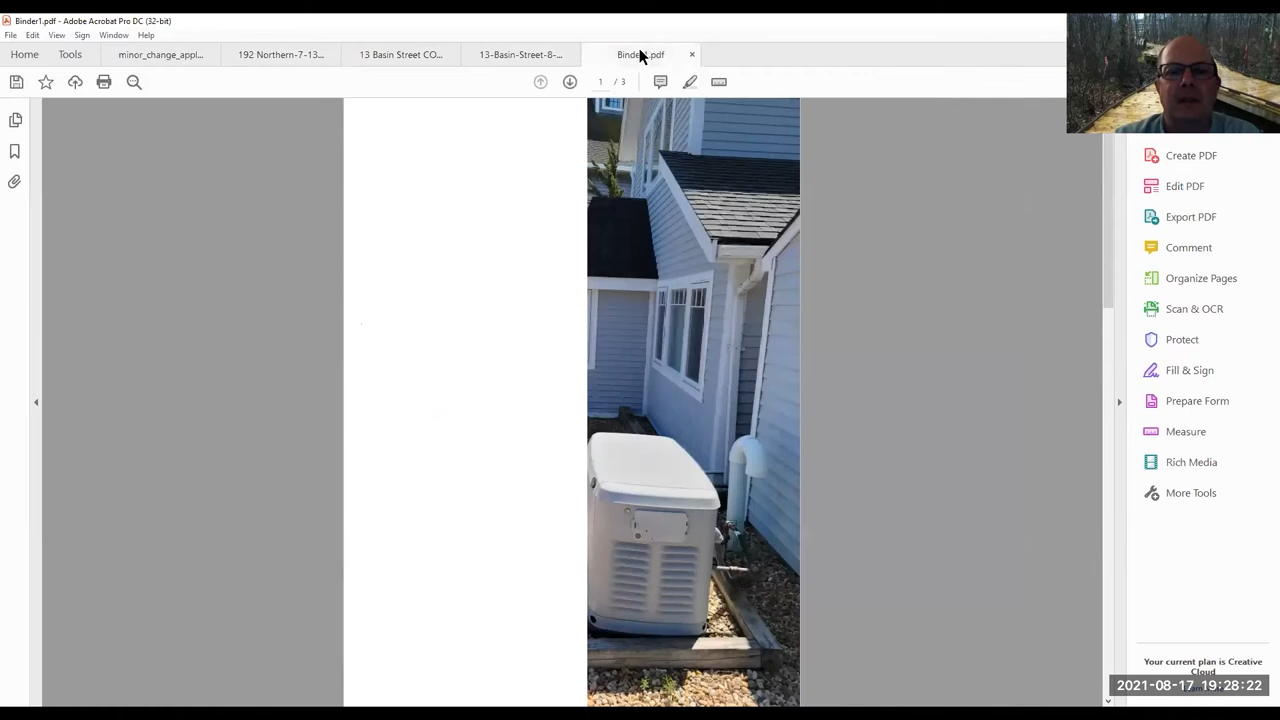 Binder1.pdf - Adobe Acrobat Pro DC (32-bit)
File Edit View Sign Window Help
Home Tools minor_change_appl... 192 Northern-7-13... 13 Basin Street CO... 13-Basin-Street-8-... Binder1.pdf
1 / 3
Create PDF
Edit PDF
Export PDF
Comment
Organize Pages
Scan & OCR
Protect
Fill & Sign
Prepare Form
Measure
Rich Media
More Tools
Your current plan is Creative
Cloud
2021-08-17 19:28:22